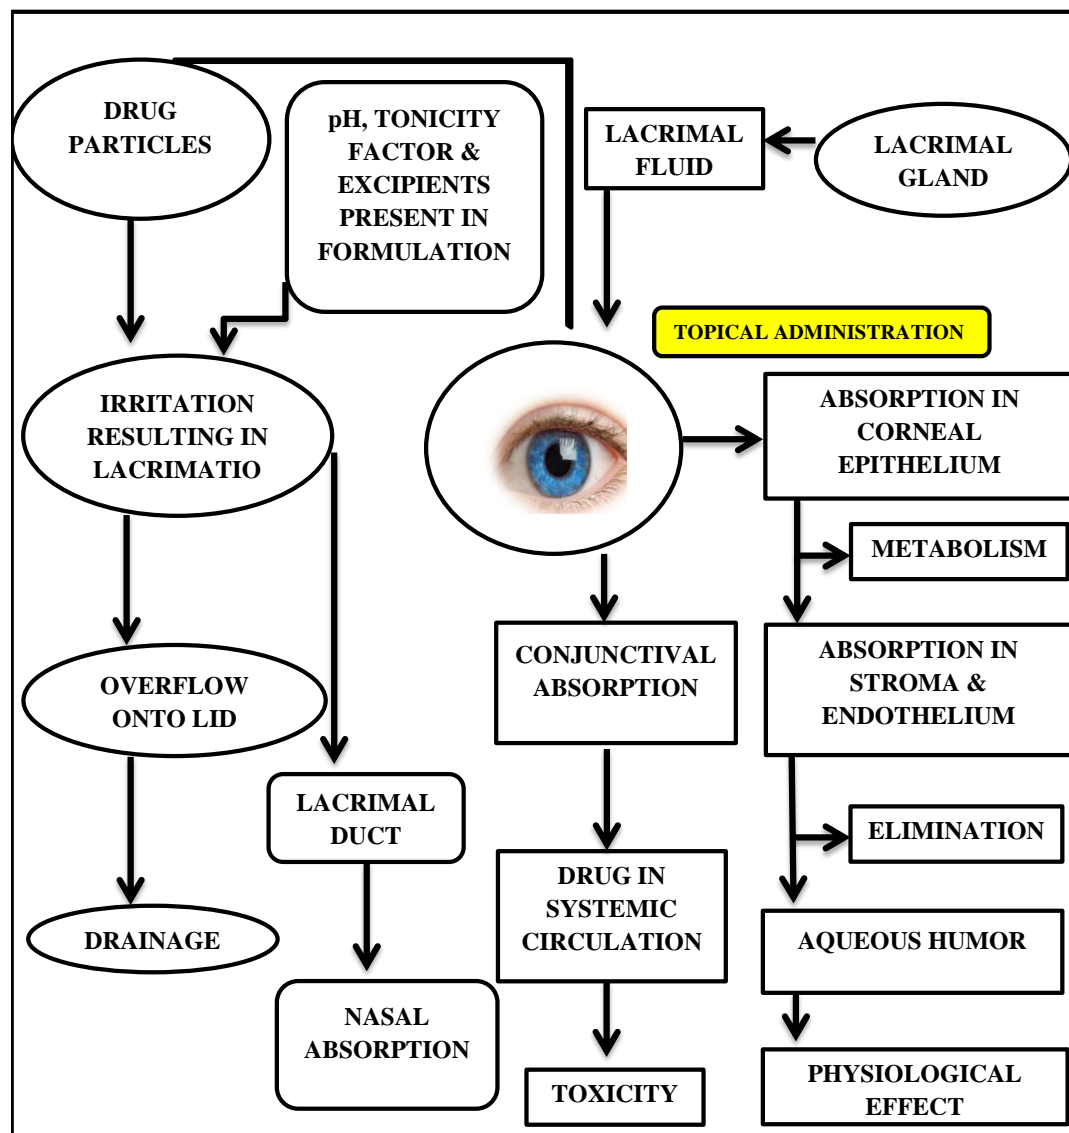 DRUG
PARTICLES
pH, TONICITY
FACTOR &
EXCIPIENTS
PRESENT IN
FORMULATION
LACRIMAL
FLUID
LACRIMAL
GLAND
TOPICAL ADMINISTRATION
IRRITATION
RESULTING IN
LACRIMATIO
ABSORPTION IN
CORNEAL
EPITHELIUM
METABOLISM
OVERFLOW
ONTO LID
CONJUNCTIVAL
ABSORPTION
ABSORPTION IN
STROMA &
ENDOTHELIUM
LACRIMAL
DUCT
ELIMINATION
DRUG IN
SYSTEMIC
CIRCULATION
DRAINAGE
AQUEOUS HUMOR
NASAL
ABSORPTION
TOXICITY
PHYSIOLOGICAL
EFFECT